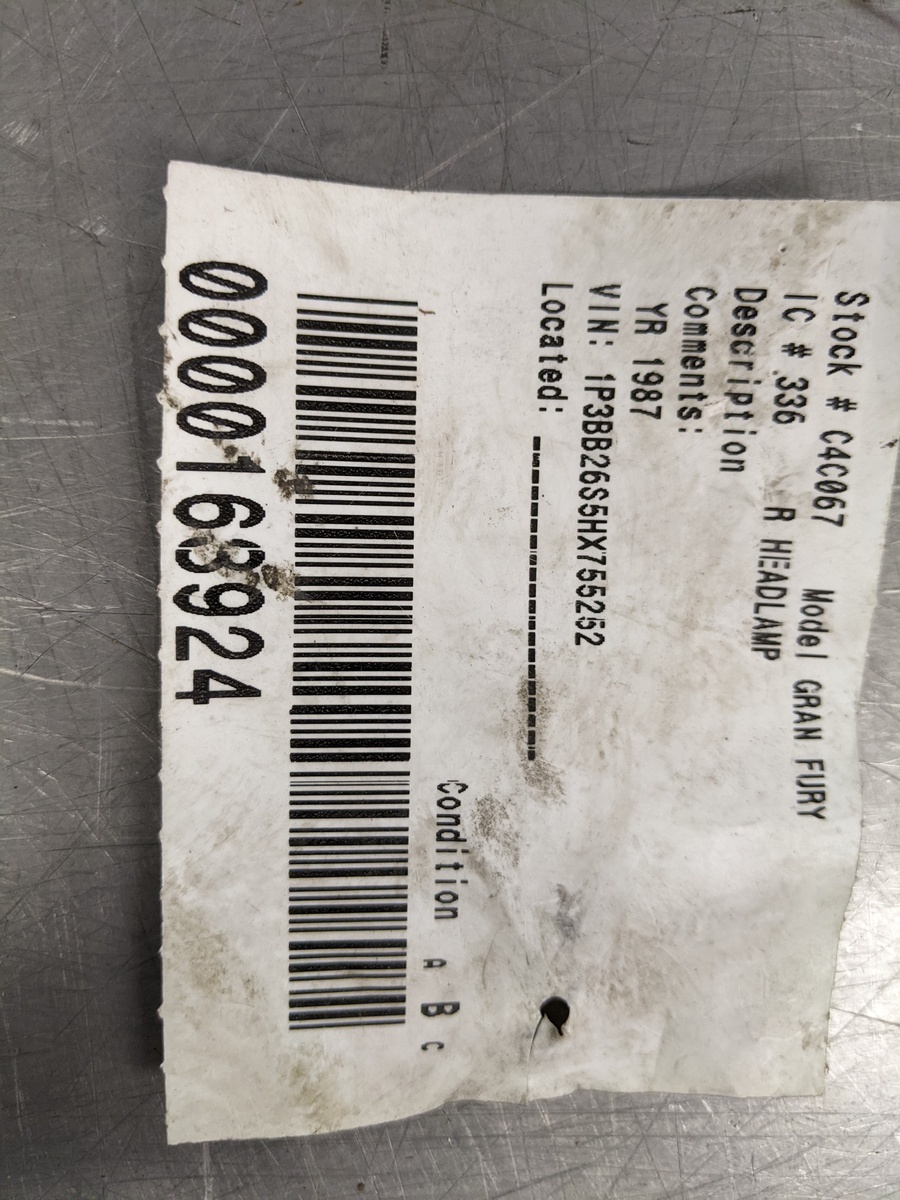 Stock # C4C067 Model GRAN FURY
IC # 336 R HEADLAMP
Description
Comments:
YR 1987
VIN: 1P3BB26S5HX755252
Located: --------------------
Condition A B C
0000163924